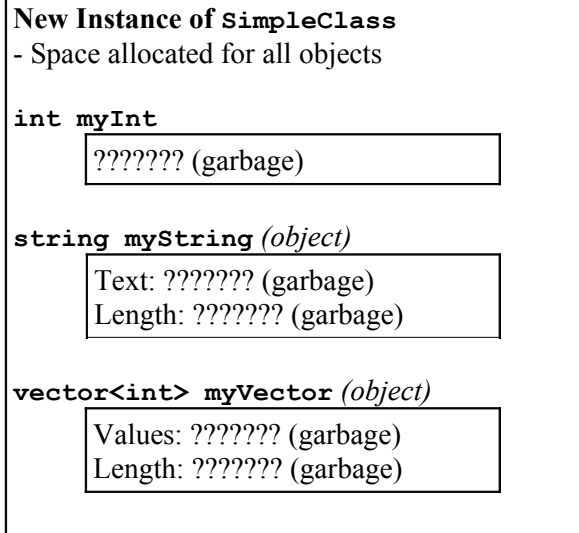 New Instance of SimpleClass
- Space allocated for all objects
int myInt
??????? (garbage)
string myString (object)
Text: ??????? (garbage)
Length: ??????? (garbage)
vector<int> myVector (object)
Values: ??????? (garbage)
Length: ??????? (garbage)